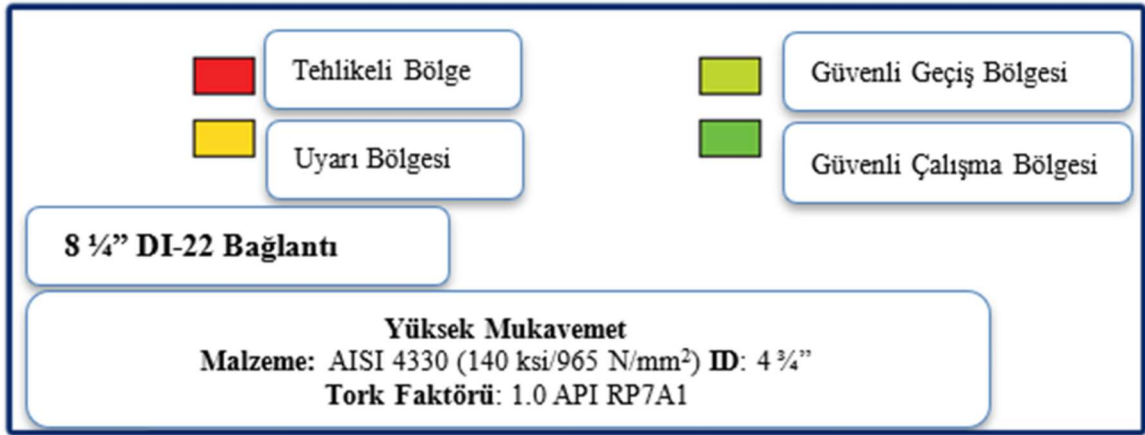 Tehlikeli Bölge
Güvenli Geçiş Bölgesi
Uyarı Bölgesi
Güvenli Çalışma Bölgesi
8 ¼” DI-22 Bağlantı
Yüksek Mukavemet
Malzeme: AISI 4330 (140 ksi/965 N/mm²) ID: 4 ¾”
Tork Faktörü: 1.0 API RP7A1